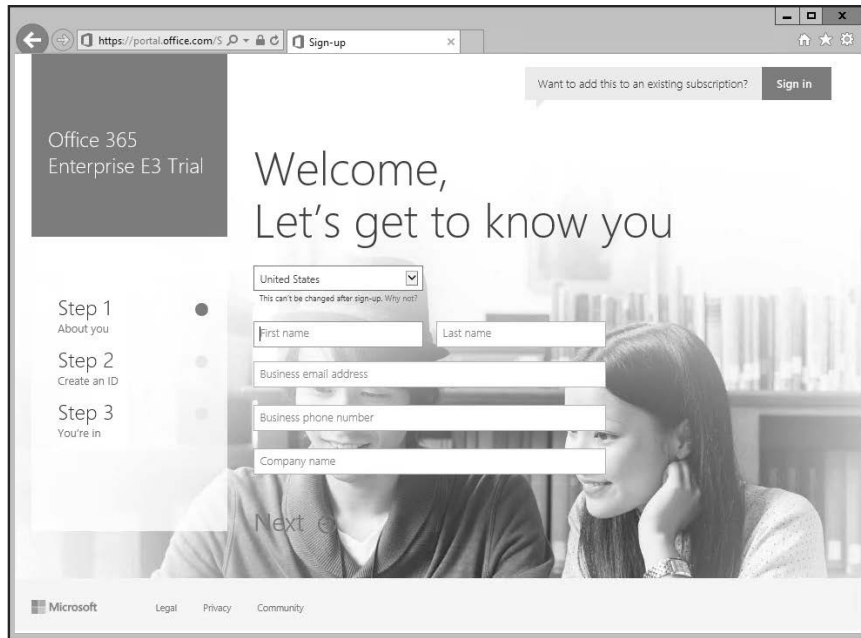 https://portal.office.com/S
Sign-up
Want to add this to an existing subscription?
Sign in
Office 365
Enterprise E3 Trial
Welcome,
Let's get to know you
United States
This can't be changed after sign-up. Why not?
Step 1
About you
First name
Last name
Step 2
Create an ID
Business email address
Step 3
You're in
Business phone number
Company name
Next
Microsoft
Legal
Privacy
Community